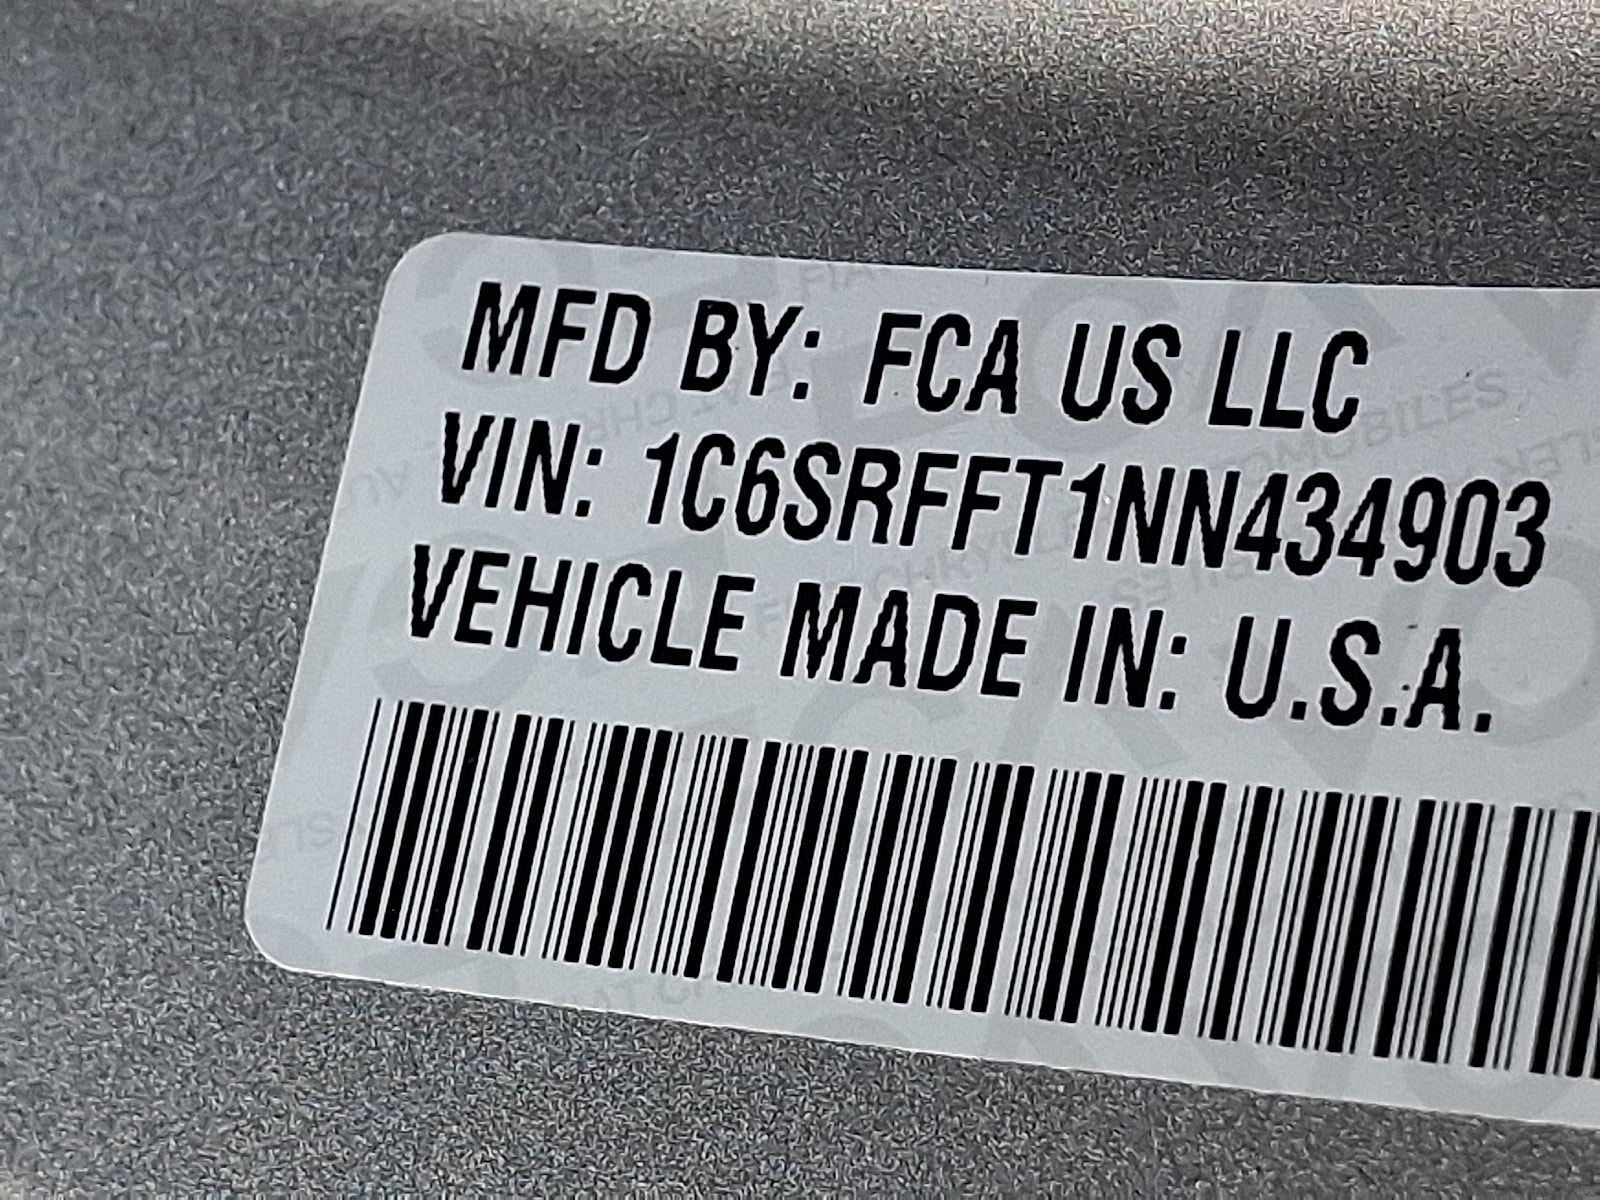 MFD BY: FCA US LLC
VIN: 1C6SRFFT1NN434903
VEHICLE MADE IN: U.S.A.